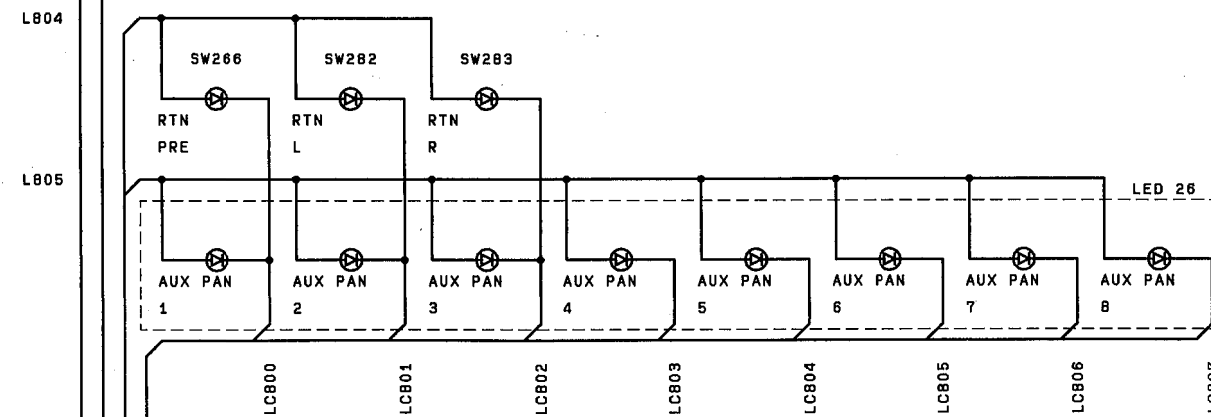 L804
SW266 SW282 SW283
RTN RTN RTN
PRE L R
L805
LED 26
AUX PAN AUX PAN AUX PAN AUX PAN AUX PAN AUX PAN AUX PAN AUX PAN
1 2 3 4 5 6 7 8
LC800 LC801 LC802 LC803 LC804 LC805 LC806